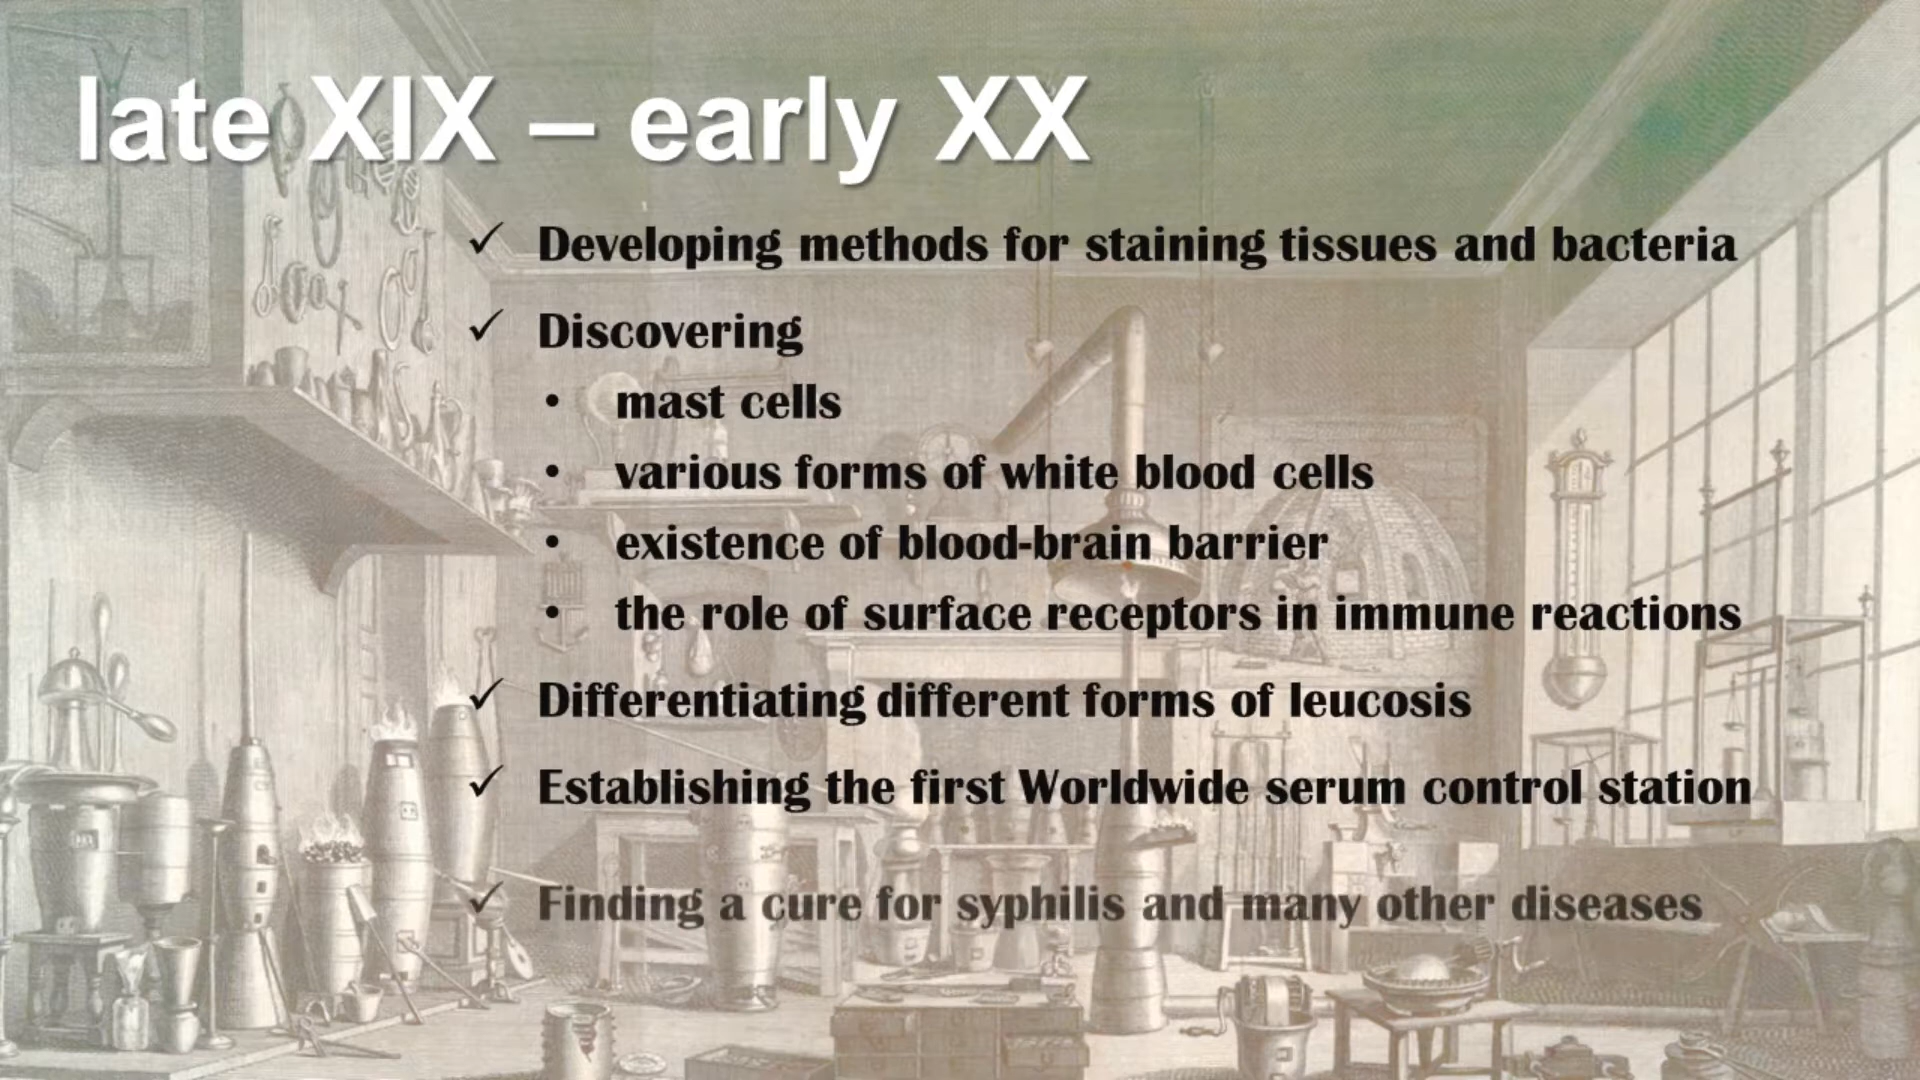 late XIX – early XX
✓ Developing methods for staining tissues and bacteria
✓ Discovering
• mast cells
• various forms of white blood cells
• existence of blood-brain barrier
• the role of surface receptors in immune reactions
✓ Differentiating different forms of leucosis
✓ Establishing the first Worldwide serum control station
✓ Finding a cure for syphilis and many other diseases